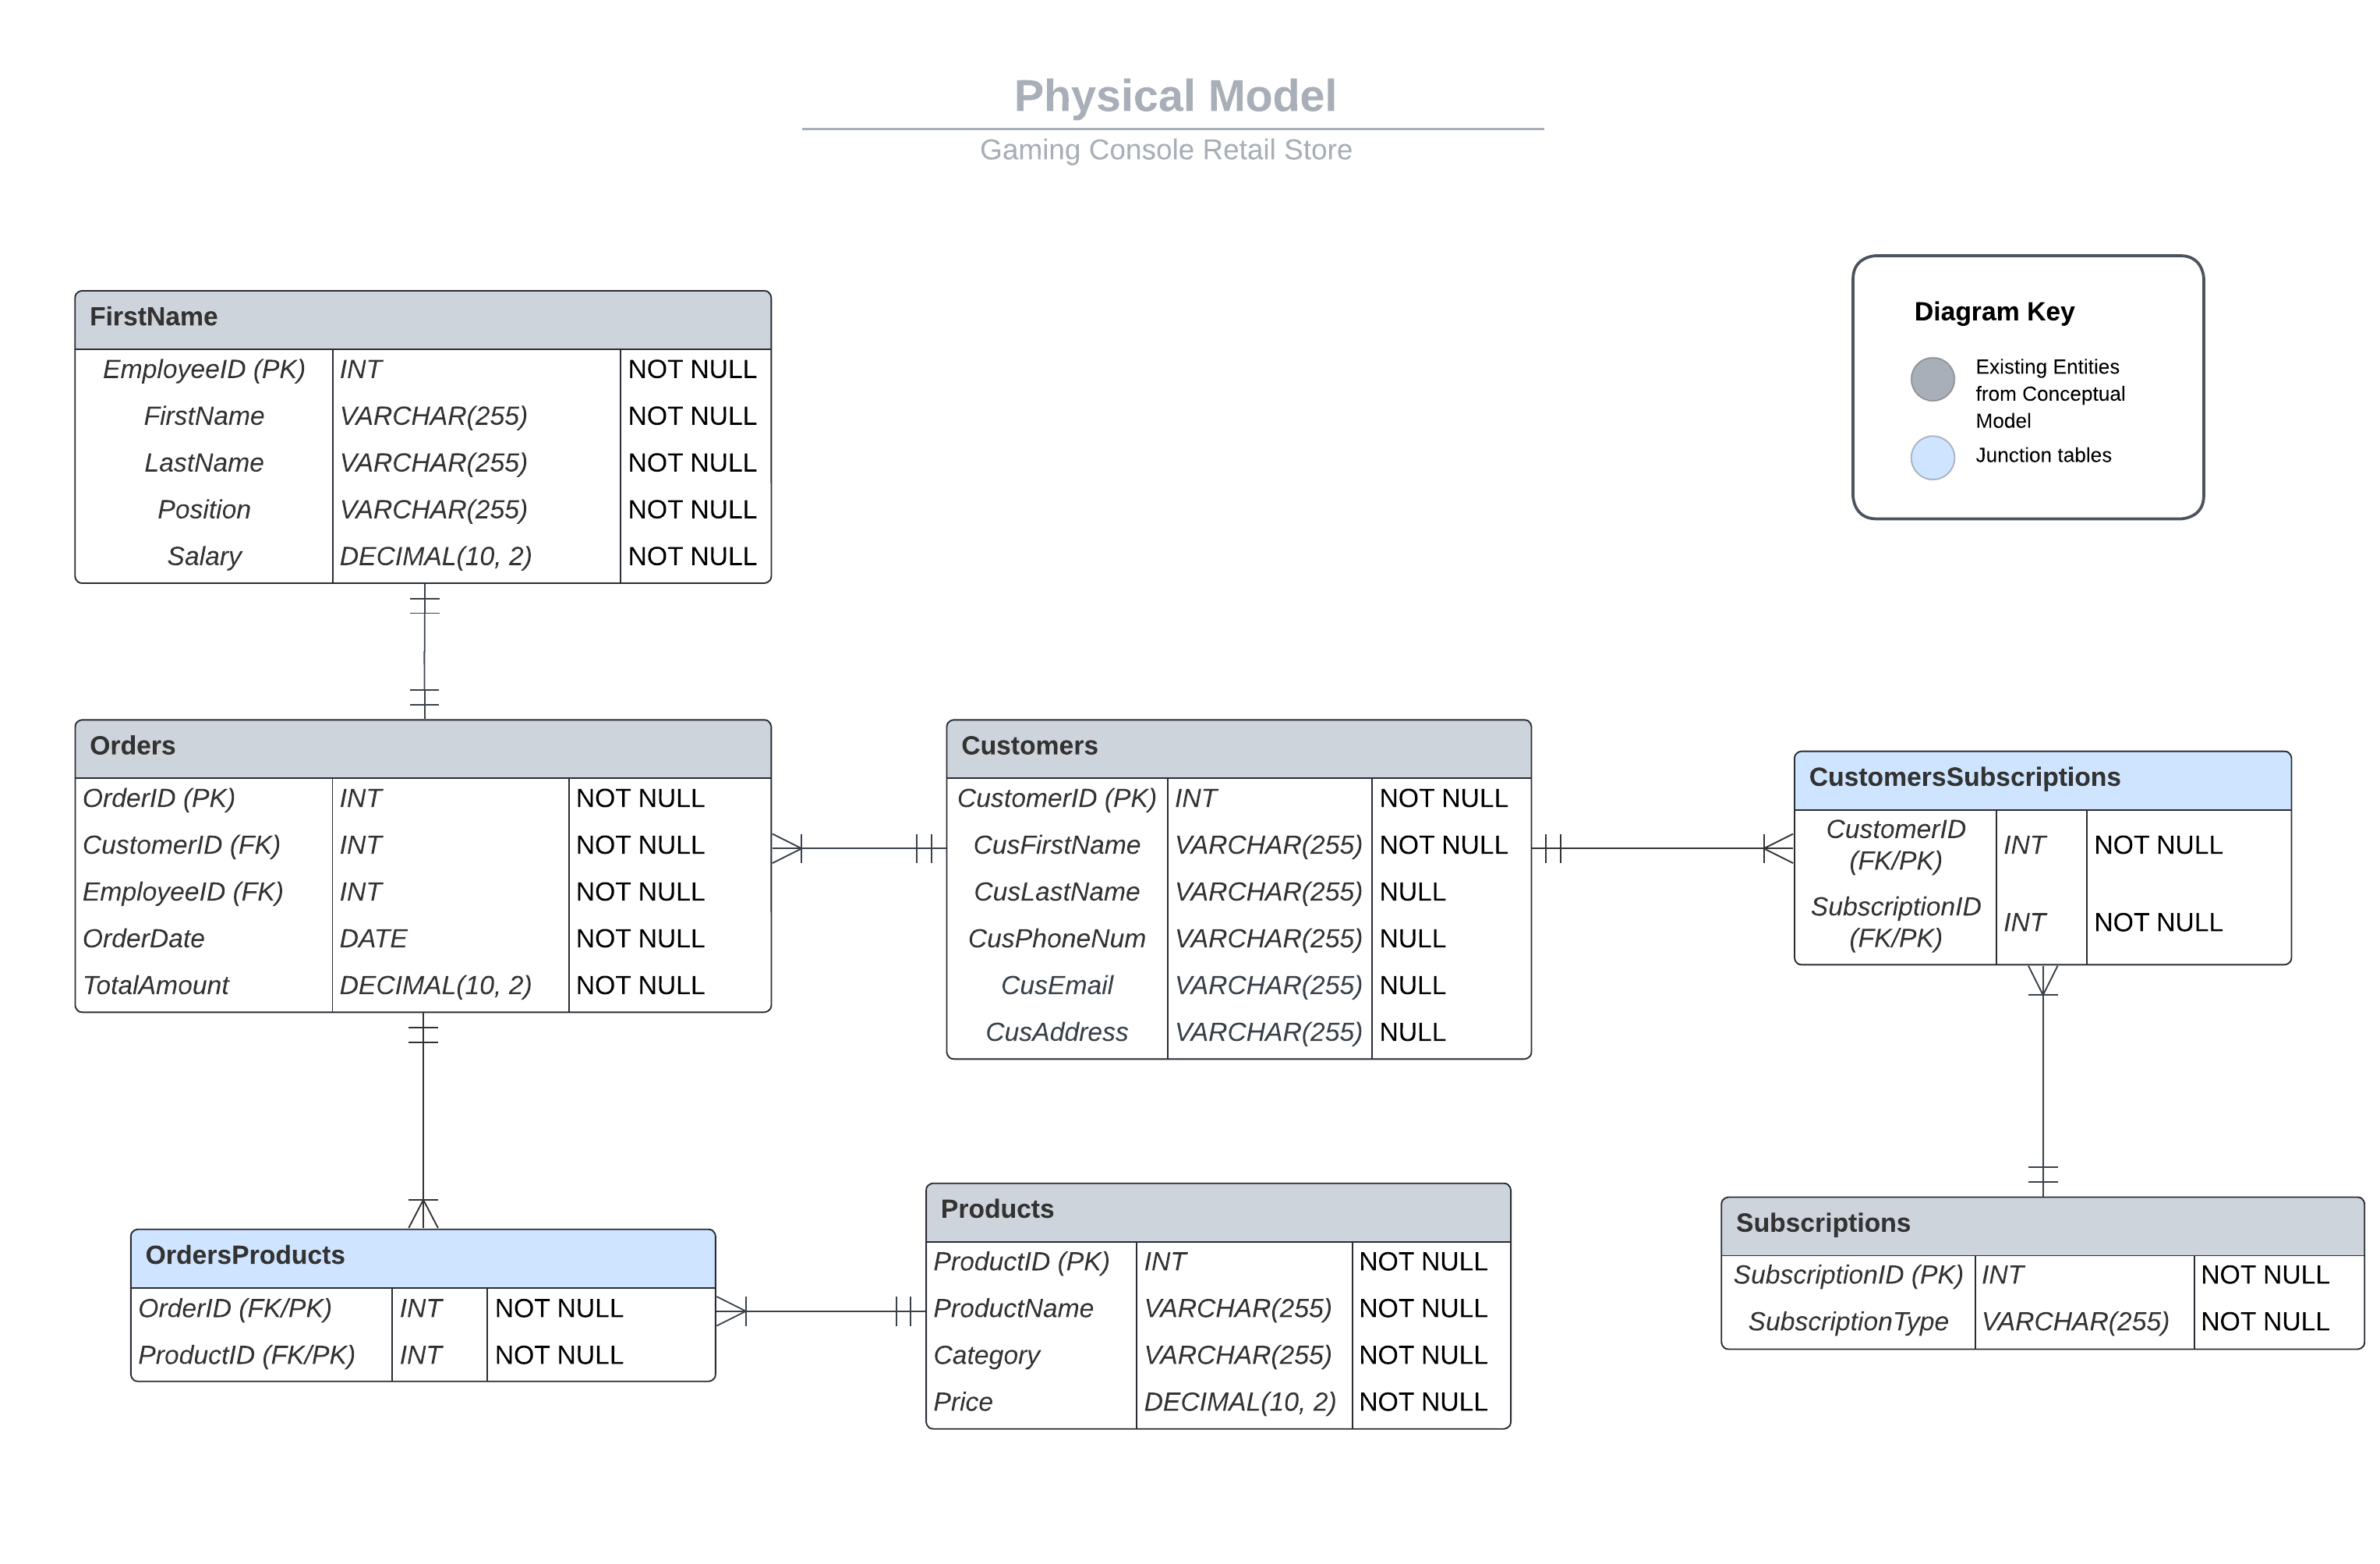 Physical Model
Gaming Console Retail Store
Diagram Key
Existing Entities
from Conceptual
Model
Junction tables
FirstName
EmployeeID (PK) INT NOT NULL
FirstName VARCHAR(255) NOT NULL
LastName VARCHAR(255) NOT NULL
Position VARCHAR(255) NOT NULL
Salary DECIMAL(10, 2) NOT NULL
Orders
OrderID (PK) INT NOT NULL
CustomerID (FK) INT NOT NULL
EmployeeID (FK) INT NOT NULL
OrderDate DATE NOT NULL
TotalAmount DECIMAL(10, 2) NOT NULL
Customers
CustomerID (PK) INT NOT NULL
CusFirstName VARCHAR(255) NOT NULL
CusLastName VARCHAR(255) NULL
CusPhoneNum VARCHAR(255) NULL
CusEmail VARCHAR(255) NULL
CusAddress VARCHAR(255) NULL
CustomersSubscriptions
CustomerID
(FK/PK) INT NOT NULL
SubscriptionID
(FK/PK) INT NOT NULL
OrdersProducts
OrderID (FK/PK) INT NOT NULL
ProductID (FK/PK) INT NOT NULL
Products
ProductID (PK) INT NOT NULL
ProductName VARCHAR(255) NOT NULL
Category VARCHAR(255) NOT NULL
Price DECIMAL(10, 2) NOT NULL
Subscriptions
SubscriptionID (PK) INT NOT NULL
SubscriptionType VARCHAR(255) NOT NULL